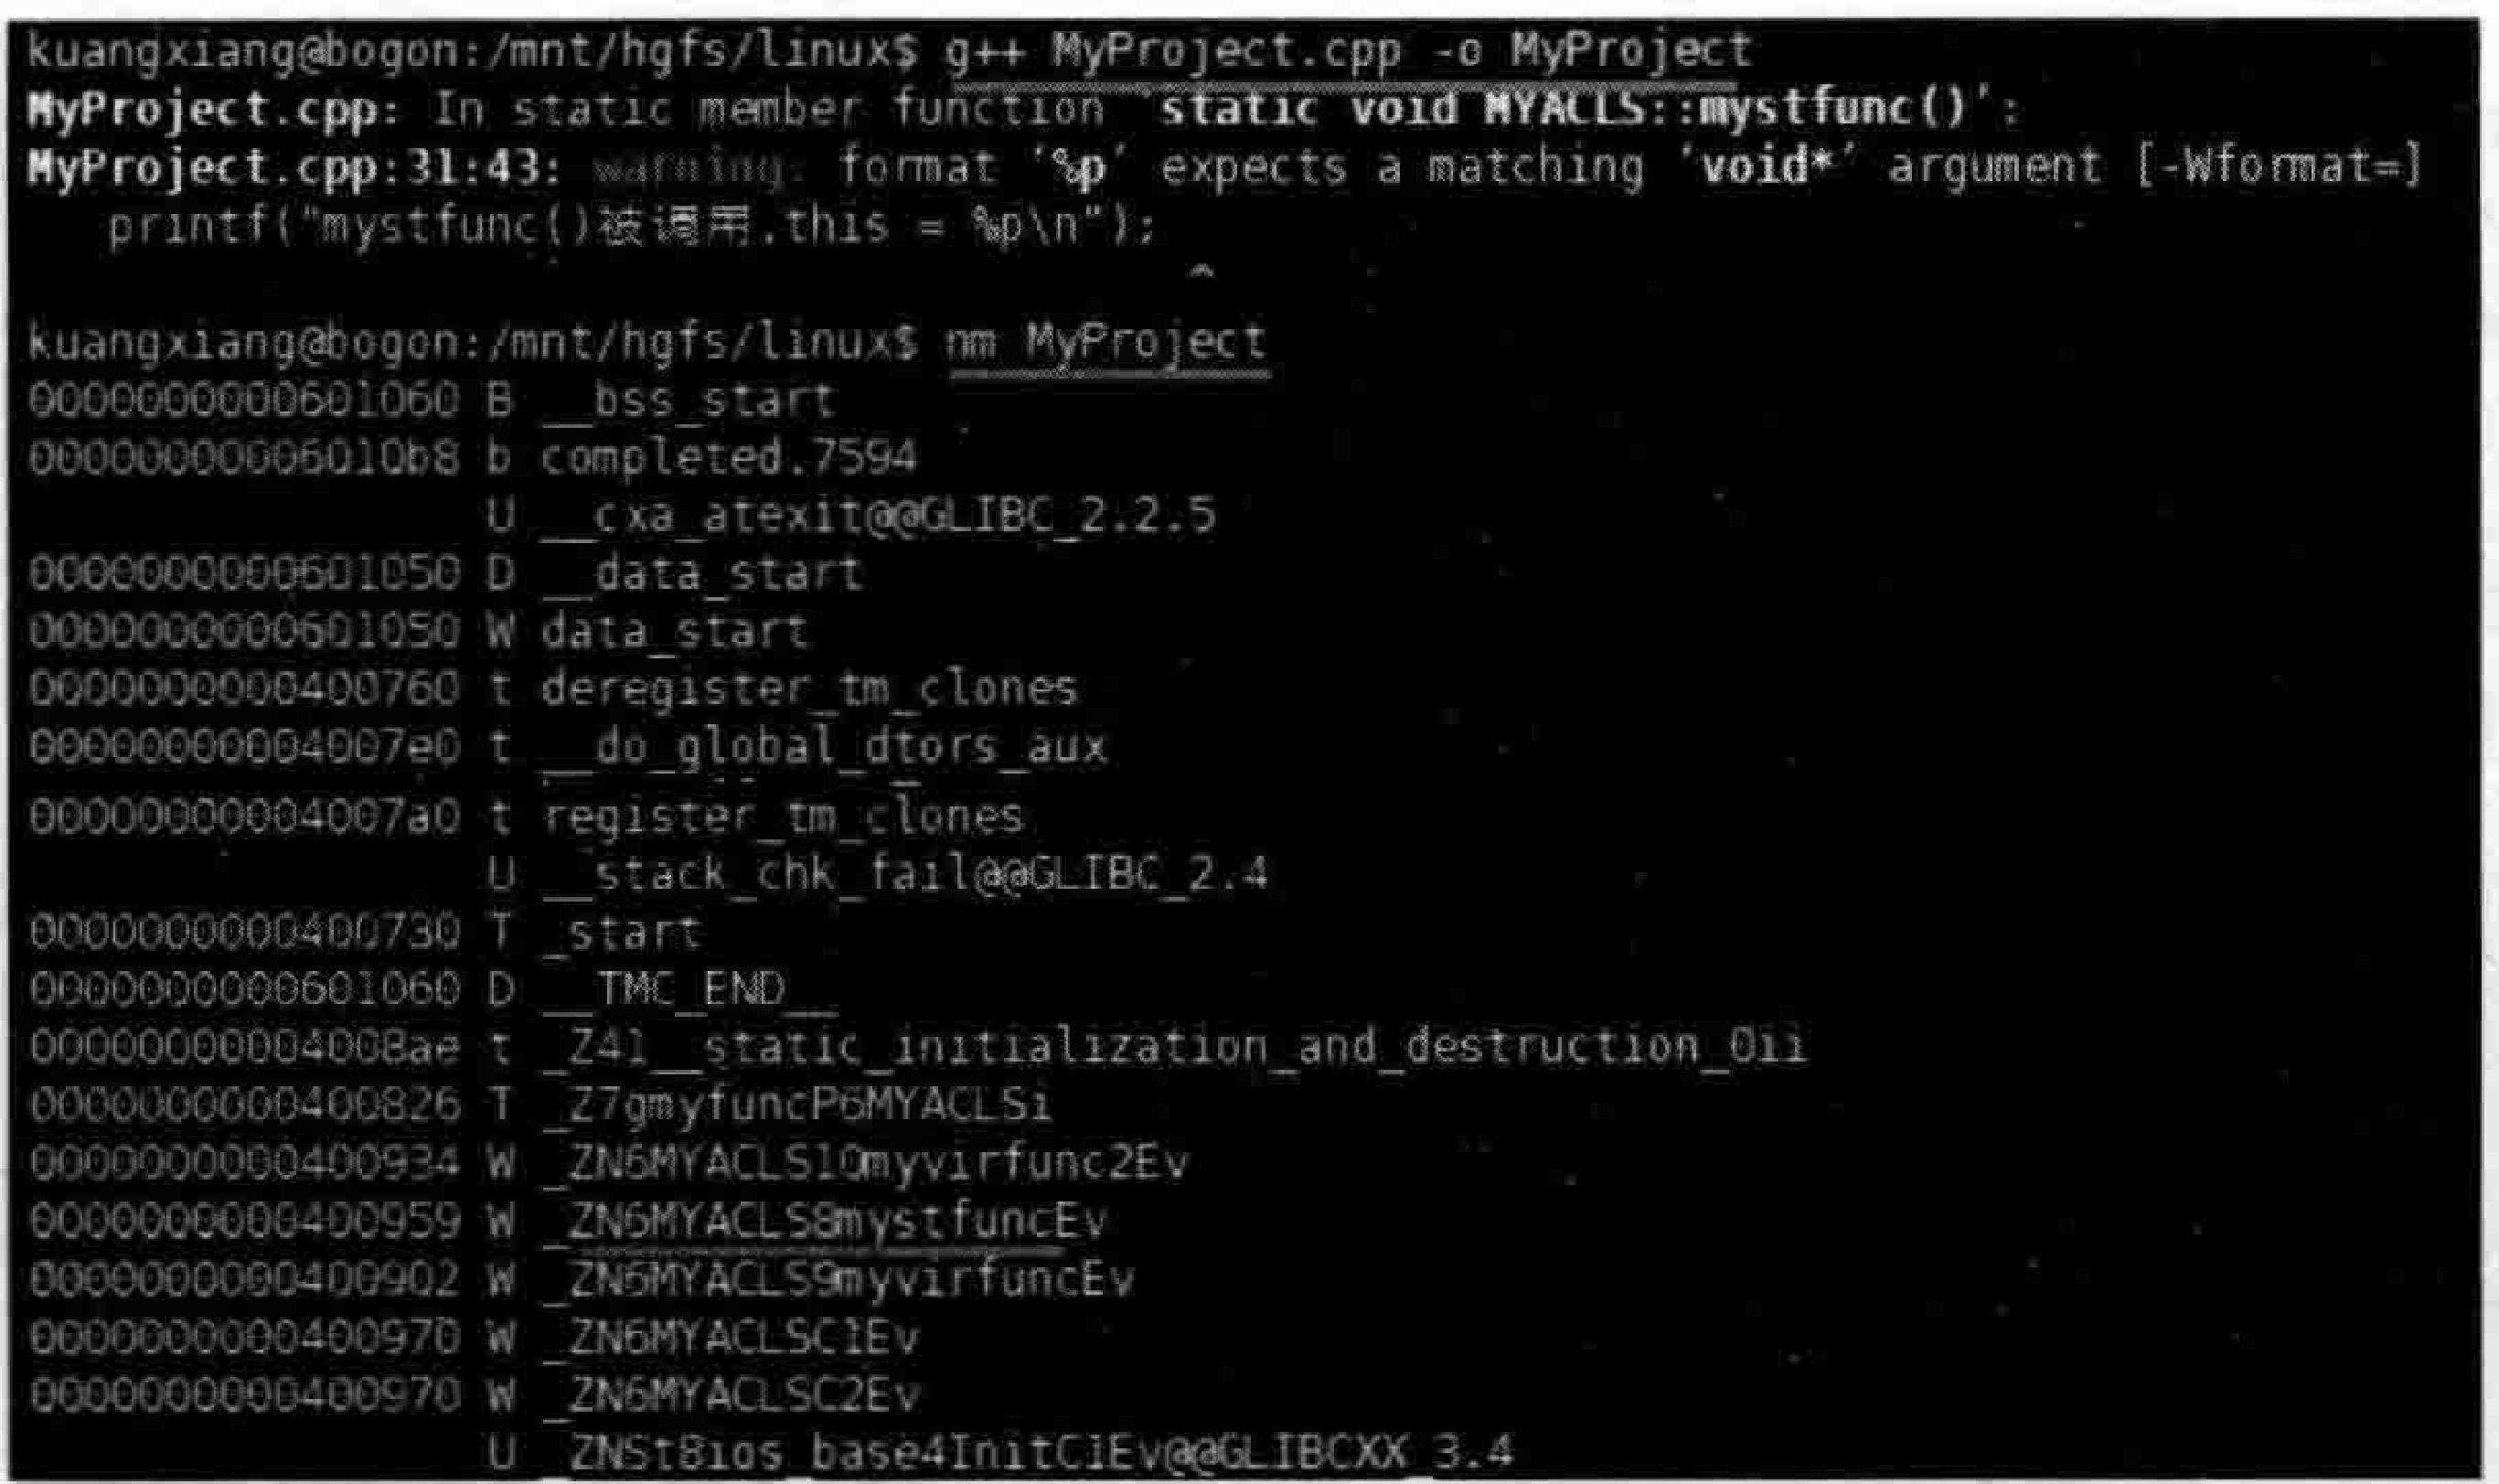 kuangxiang@bogon:/mnt/hgfs/linux$ g++ MyProject.cpp -o MyProject
MyProject.cpp: In static member function ‘static void MYACLS::mystfunc()’:
MyProject.cpp:31:43: warning: format ‘%p’ expects a matching ‘void*’ argument [-Wformat=]
printf("mystfunc()被调用,this = %p\n");
^
kuangxiang@bogon:/mnt/hgfs/linux$ nm MyProject
0000000000601060 B __bss_start
00000000006010b8 b completed.7594
U __cxa_atexit@@GLIBC_2.2.5
0000000000601050 D __data_start
0000000000601050 W data_start
0000000000400760 t deregister_tm_clones
00000000004007e0 t __do_global_dtors_aux
00000000004007a0 t register_tm_clones
U __stack_chk_fail@@GLIBC_2.4
0000000000400730 T _start
0000000000601060 D __TMC_END__
00000000004008ae t _Z41__static_initialization_and_destruction_0ii
0000000000400826 T _Z7gmyfuncP6MYACLSi
0000000000400934 W _ZN6MYACLS10myvirfunc2Ev
0000000000400959 W _ZN6MYACLS8mystfuncEv
0000000000400902 W _ZN6MYACLS9myvirfuncEv
0000000000400970 W _ZN6MYACLSC1Ev
0000000000400970 W _ZN6MYACLSC2Ev
U _ZNSt8ios_base4InitC1Ev@@GLIBCXX_3.4